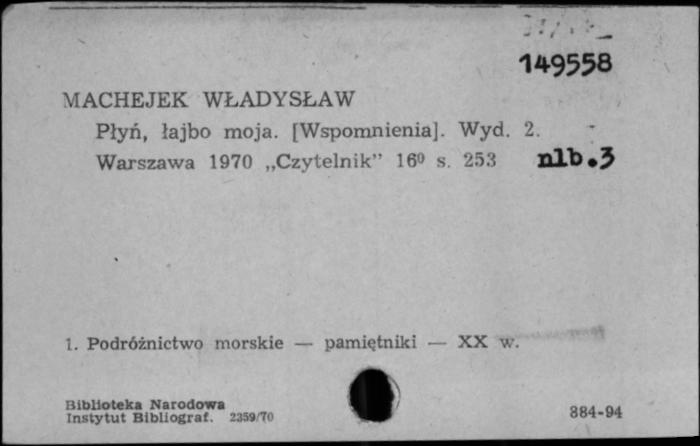 149558
MACHEJEK WŁADYSŁAW
Płyń, łajbo moja. [Wspomnienia]. Wyd. 2.
Warszawa 1970 „Czytelnik” 16⁰ s. 253 nlb.3
1. Podróżnictwo morskie — pamiętniki — XX w.
Biblioteka Narodowa
Instytut Bibliograf. 2359/70
884-94